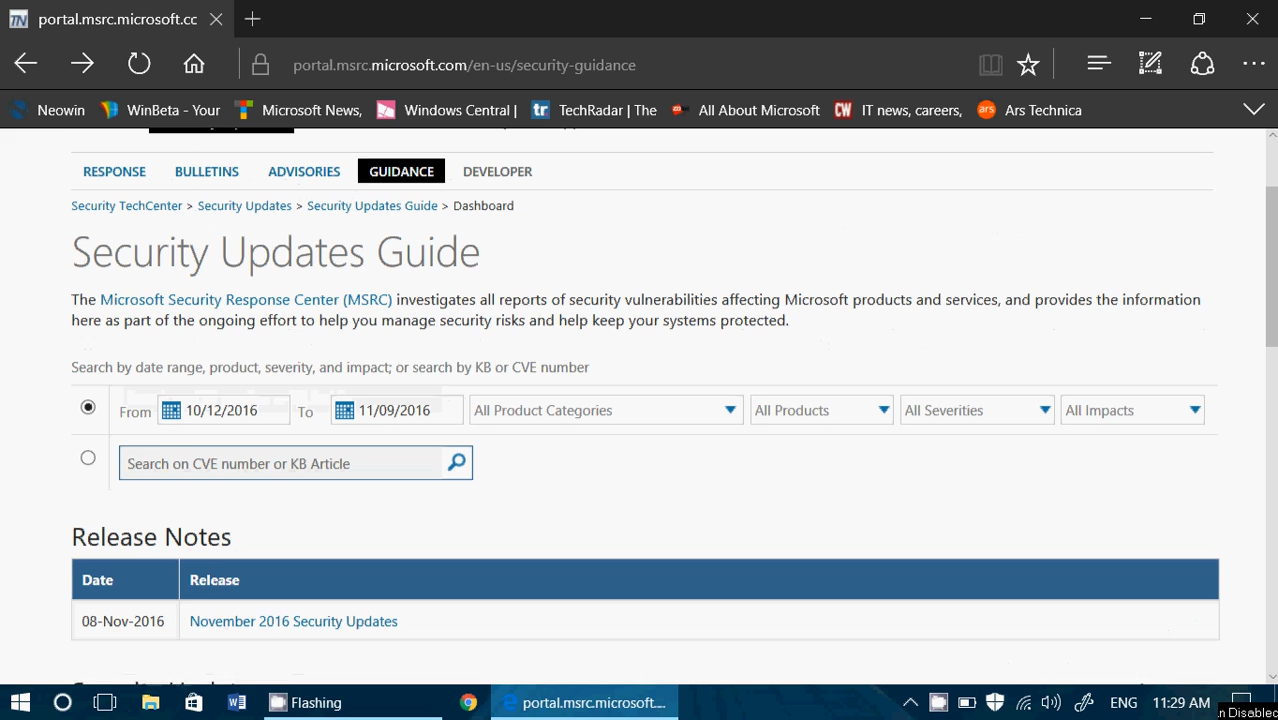 portal.msrc.microsoft.cc
portal.msrc.microsoft.com/en-us/security-guidance
Neowin WinBeta - Your Microsoft News, Windows Central | TechRadar | The All About Microsoft IT news, careers, Ars Technica
RESPONSE BULLETINS ADVISORIES GUIDANCE DEVELOPER
Security TechCenter > Security Updates > Security Updates Guide > Dashboard
Security Updates Guide
The Microsoft Security Response Center (MSRC) investigates all reports of security vulnerabilities affecting Microsoft products and services, and provides the information
here as part of the ongoing effort to help you manage security risks and help keep your systems protected.
Search by date range, product, severity, and impact; or search by KB or CVE number
From 10/12/2016 To 11/09/2016 All Product Categories All Products All Severities All Impacts
Search on CVE number or KB Article
Release Notes
Date Release
08-Nov-2016 November 2016 Security Updates
Flashing portal.msrc.microsoft.... ENG 11:29 AM
n Disabled